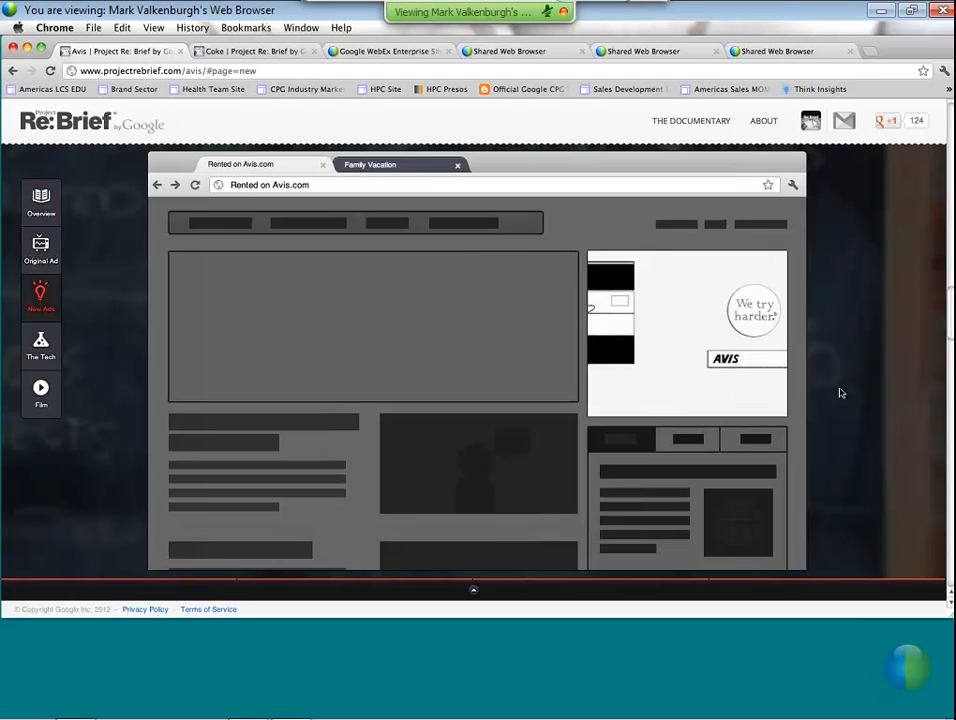 You are viewing: Mark Valkenburgh's Web Browser
Viewing Mark Valkenburgh's ...
Chrome File Edit View History Bookmarks Window Help
Avis | Project Re: Brief by G
Coke | Project Re: Brief by G
Google WebEx Enterprise Sit
Shared Web Browser
Shared Web Browser
Shared Web Browser
www.projectrebrief.com/avis/#page=new
Americas LCS EDU
Brand Sector
Health Team Site
CPG Industry Market
HPC Site
HPC Presos
Official Google CPG
Sales Development
Americas Sales MOM
Think Insights
»
Project
Re:Brief by Google
THE DOCUMENTARY
ABOUT
+1
124
Rented on Avis.com
Family Vacation
Rented on Avis.com
Overview
Original Ad
New Ads
The Tech
Film
We try
harder.®
AVIS
© Copyright Google Inc, 2012 - Privacy Policy - Terms of Service